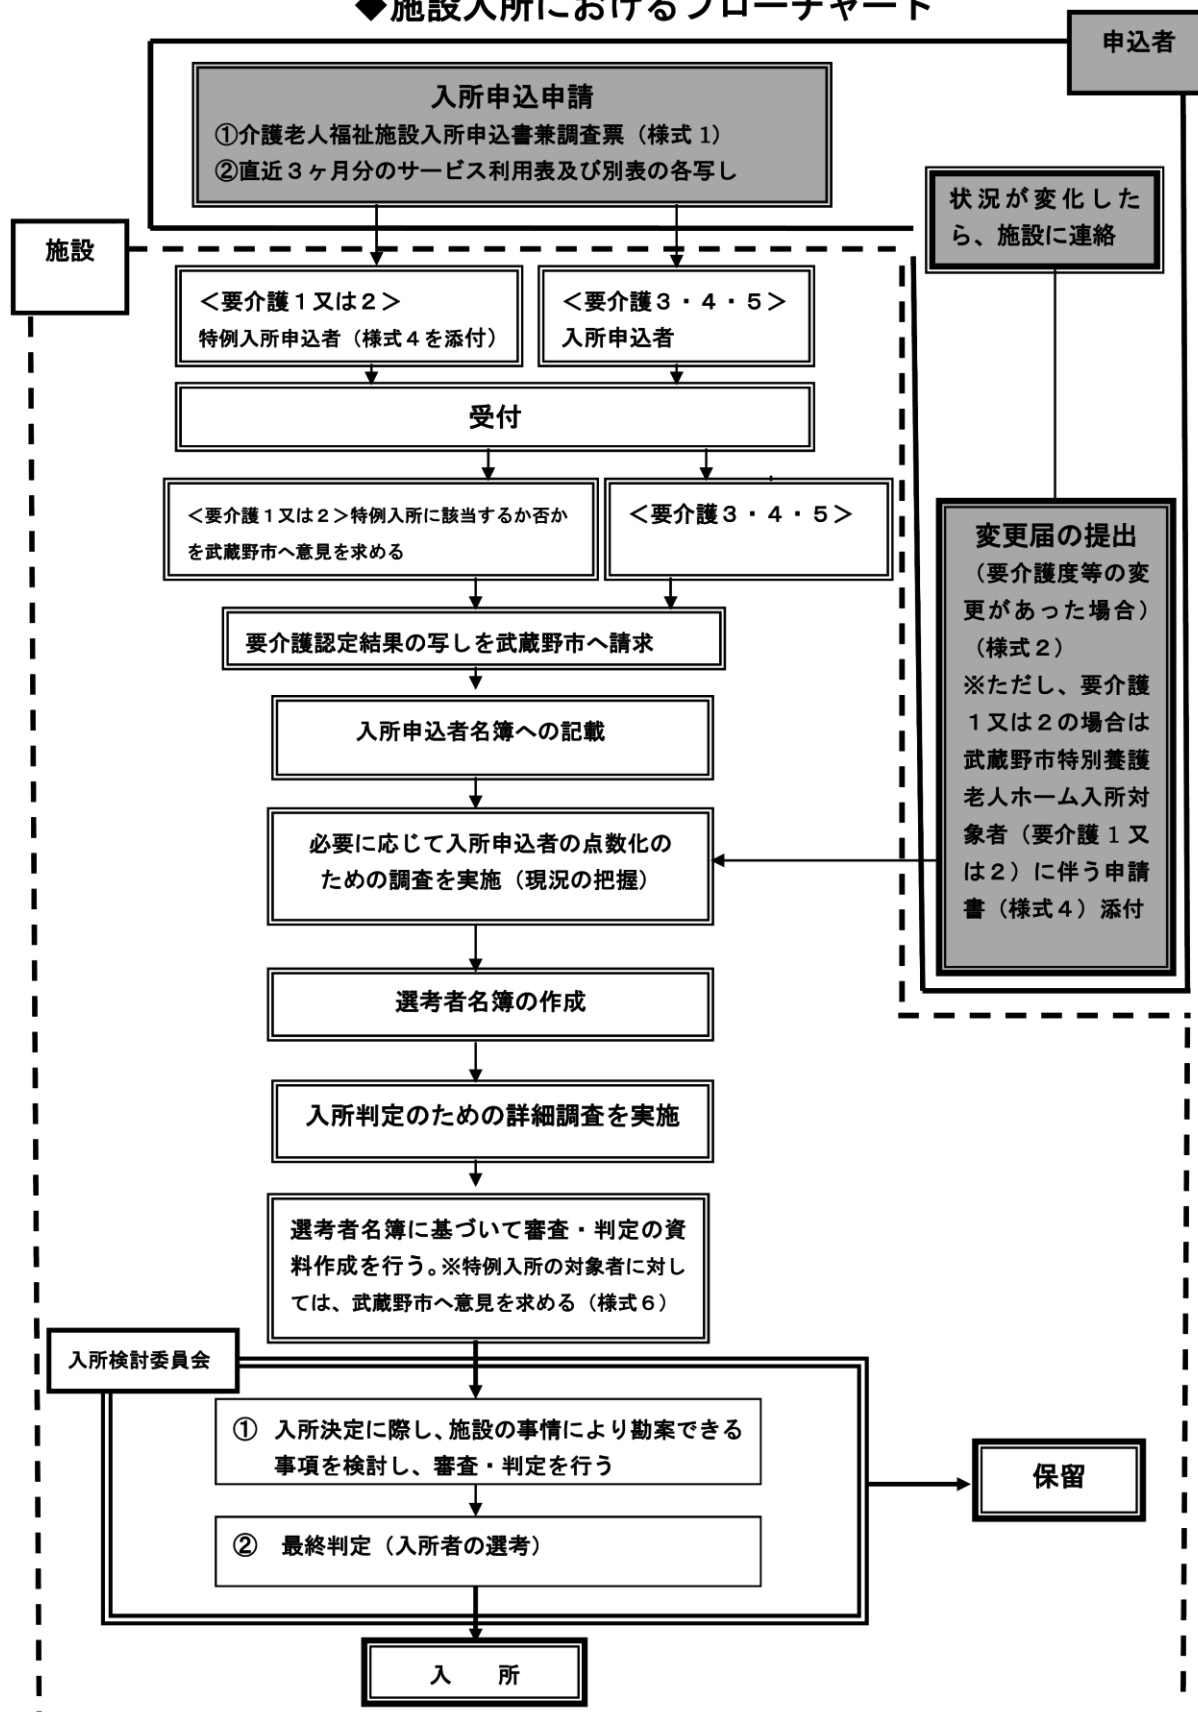 ◆施設入所におけるフローチャート
申込者
入所申込申請
①介護老人福祉施設入所申込書兼調査票（様式１）
②直近３ヶ月分のサービス利用表及び別表の各写し
状況が変化した
ら、施設に連絡
施設
＜要介護１又は２＞
特例入所申込者（様式４を添付）
＜要介護３・４・５＞
入所申込者
受付
＜要介護１又は２＞特例入所に該当するか否か
を武蔵野市へ意見を求める
＜要介護３・４・５＞
変更届の提出
（要介護度等の変
更があった場合）
（様式２）
※ただし、要介護
１又は２の場合は
武蔵野市特別養護
老人ホーム入所対
象者（要介護１又
は２）に伴う申請
書（様式４）添付
要介護認定結果の写しを武蔵野市へ請求
入所申込者名簿への記載
必要に応じて入所申込者の点数化の
ための調査を実施（現況の把握）
選考者名簿の作成
入所判定のための詳細調査を実施
選考者名簿に基づいて審査・判定の資
料作成を行う。※特例入所の対象者に対し
ては、武蔵野市へ意見を求める（様式６）
入所検討委員会
①　入所決定に際し、施設の事情により勘案できる
事項を検討し、審査・判定を行う
②　最終判定（入所者の選考）
保留
入　所